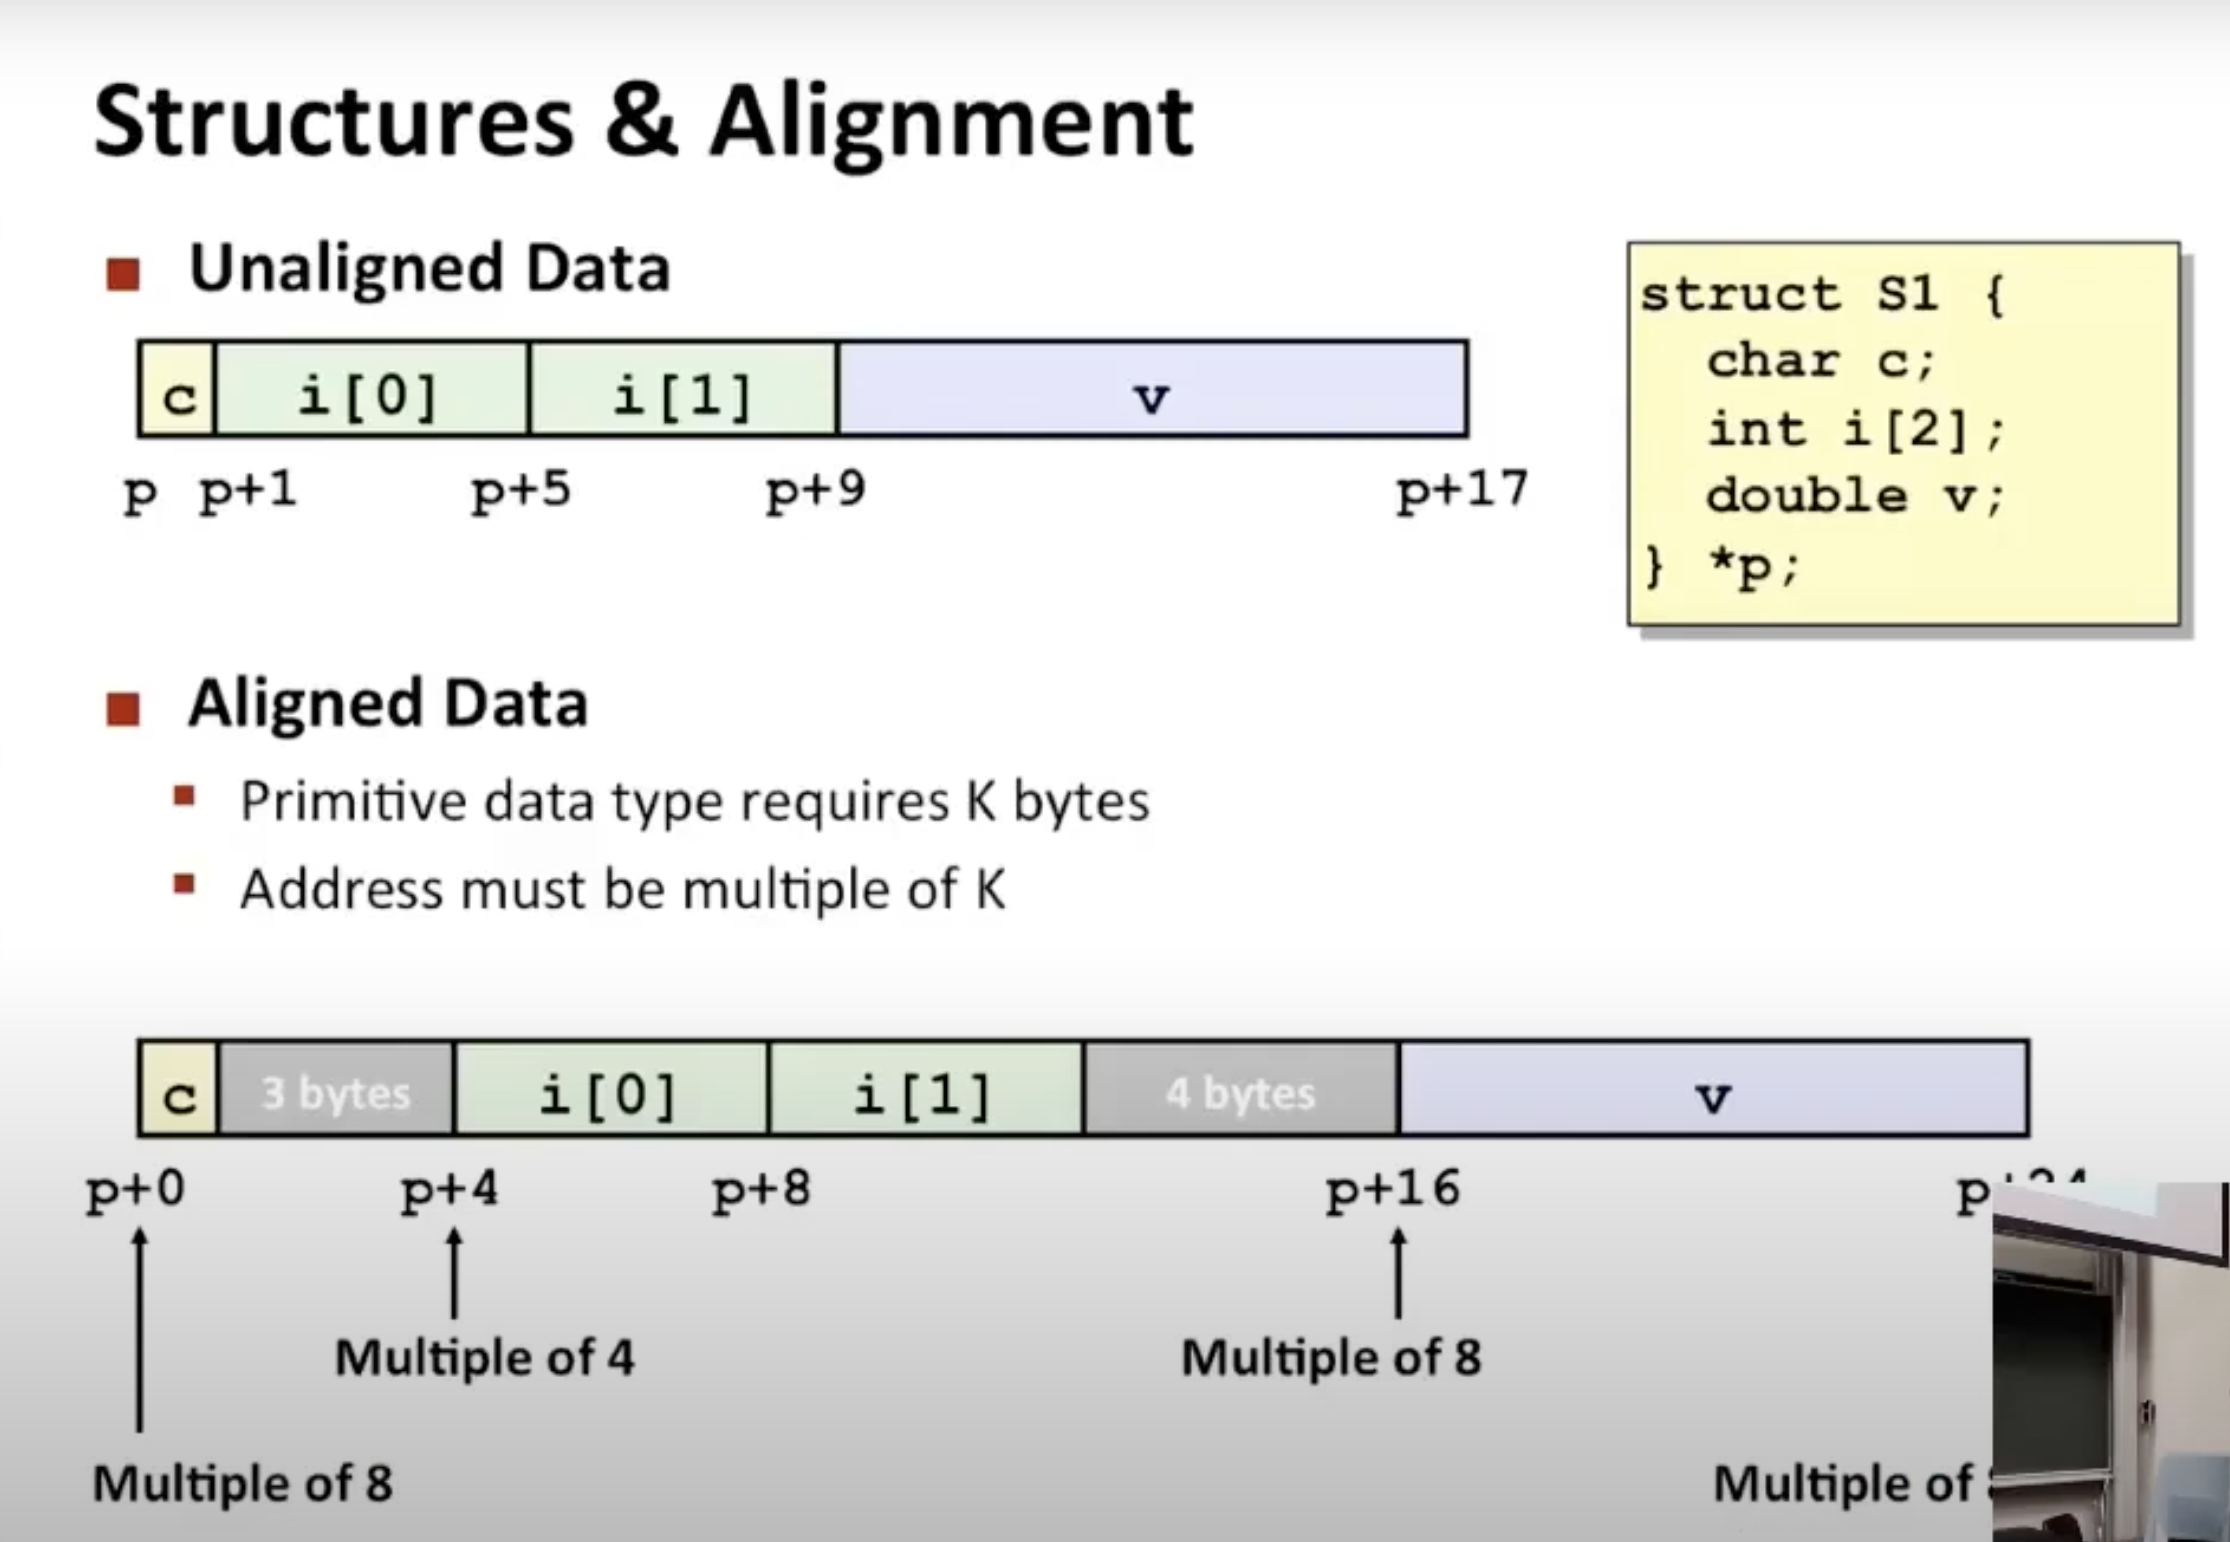 Structures & Alignment
Unaligned Data
c i[0] i[1] v
p p+1 p+5 p+9 p+17
struct S1 {
char c;
int i[2];
double v;
} *p;
Aligned Data
Primitive data type requires K bytes
Address must be multiple of K
c 3 bytes i[0] i[1] 4 bytes v
p+0 p+4 p+8 p+16 p+24
Multiple of 4 Multiple of 8
Multiple of 8 Multiple of